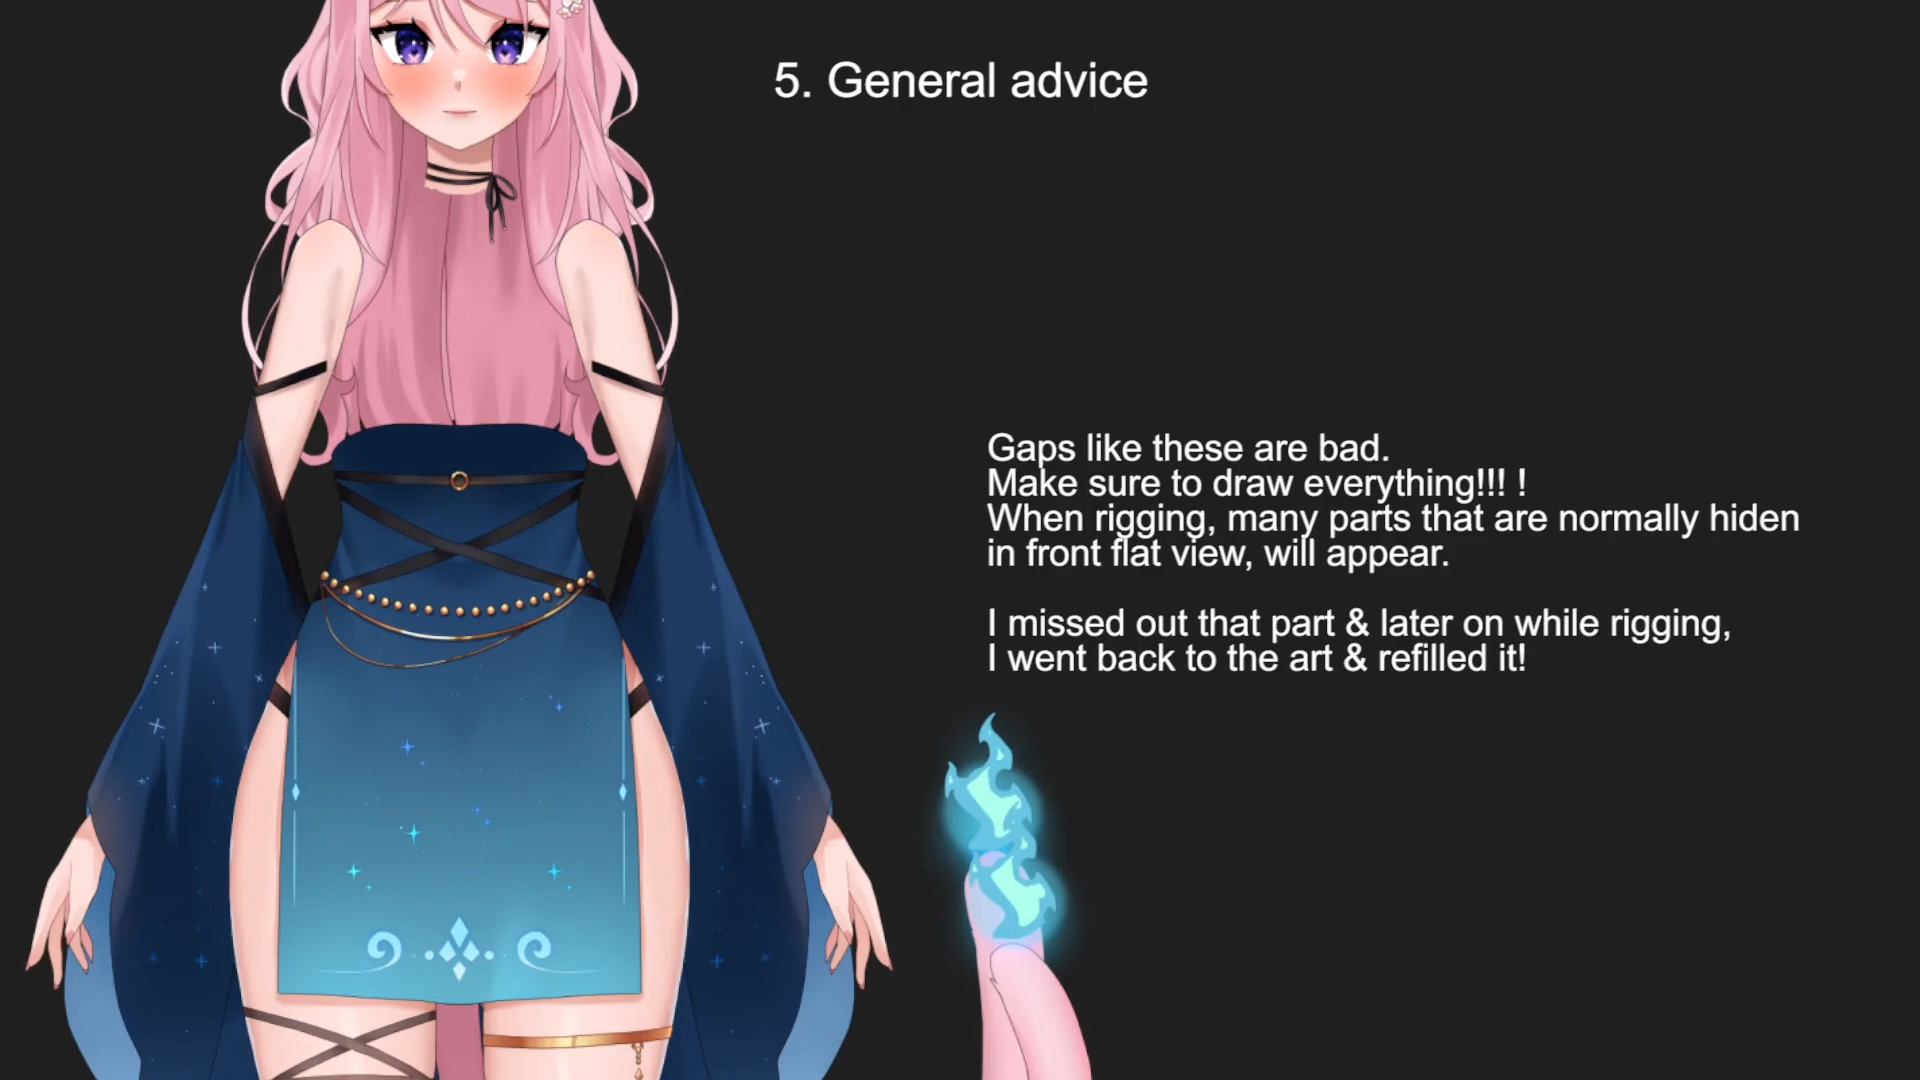 5. General advice
Gaps like these are bad.
Make sure to draw everything!!! !
When rigging, many parts that are normally hiden
in front flat view, will appear.
I missed out that part & later on while rigging,
I went back to the art & refilled it!